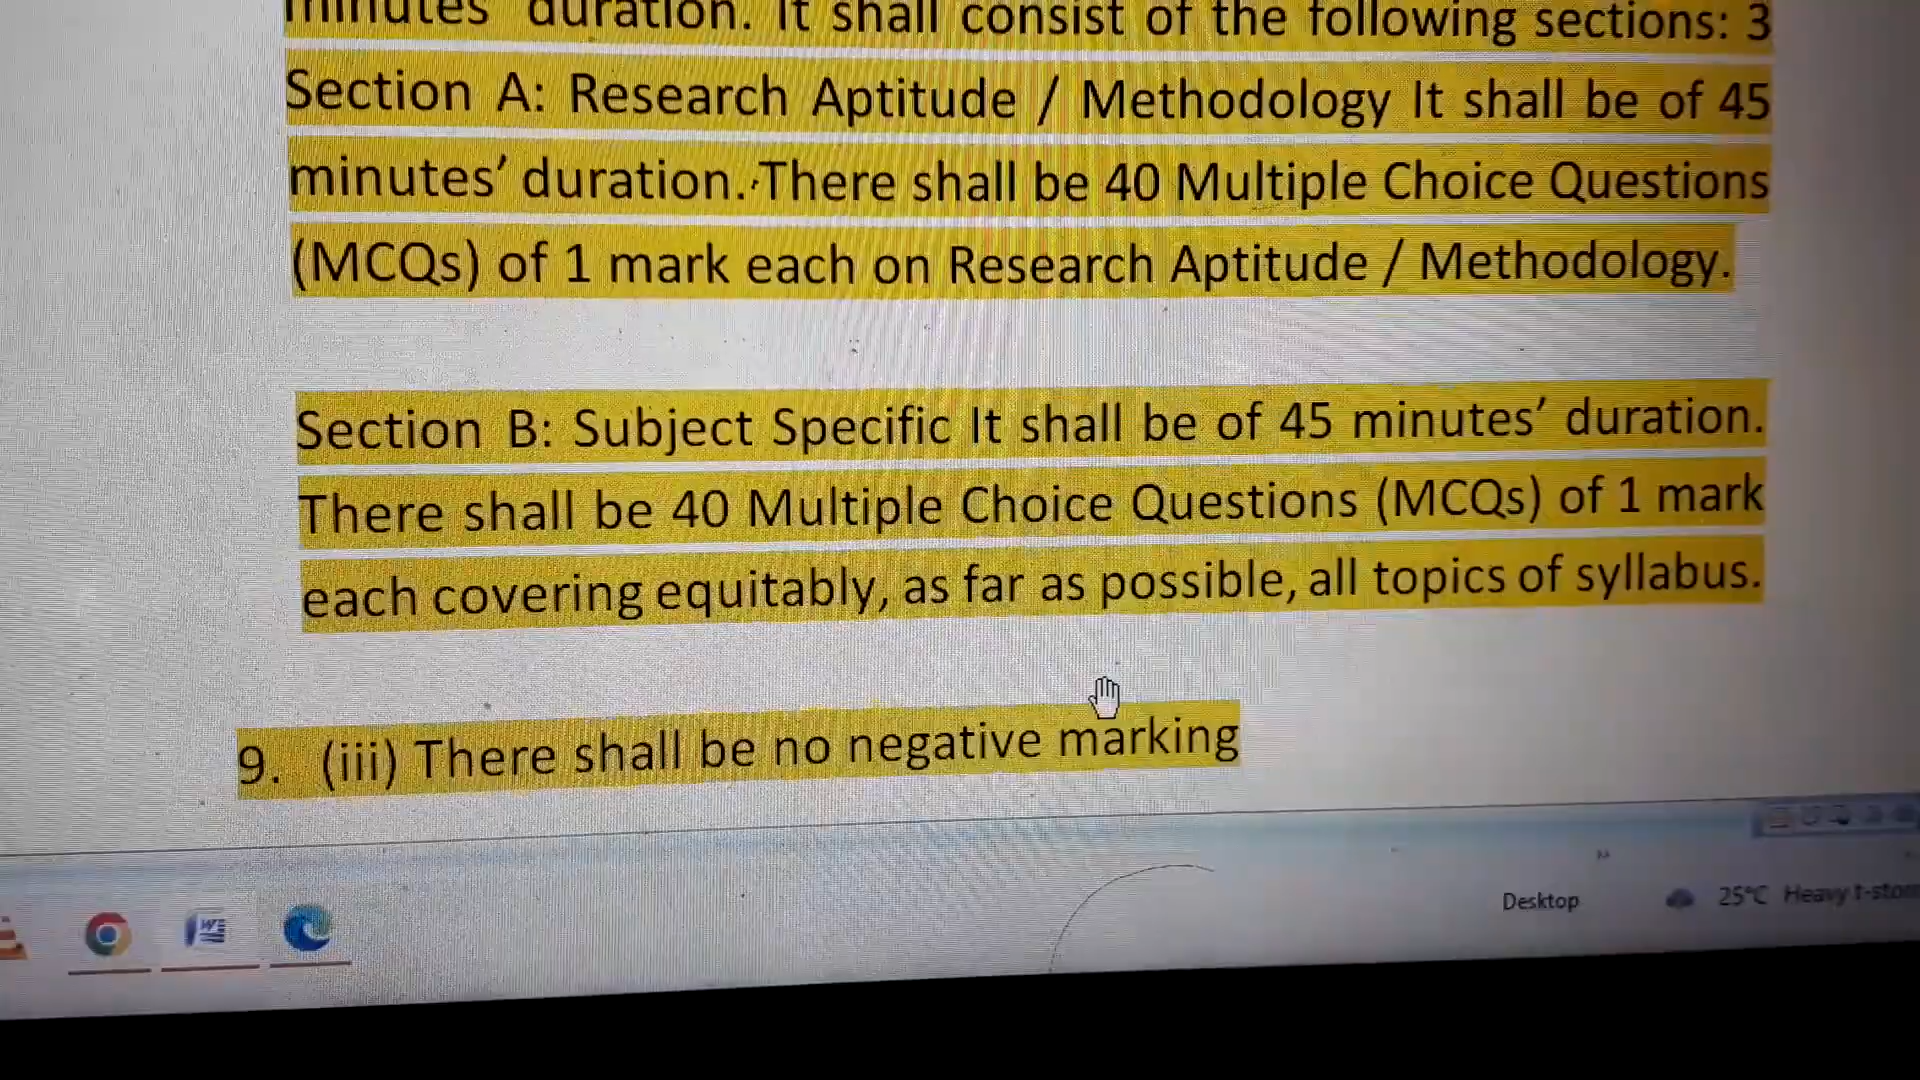 minutes' duration. It shall consist of the following sections: 3
Section A: Research Aptitude / Methodology It shall be of 45
minutes' duration. There shall be 40 Multiple Choice Questions
(MCQs) of 1 mark each on Research Aptitude / Methodology.
Section B: Subject Specific It shall be of 45 minutes' duration.
There shall be 40 Multiple Choice Questions (MCQs) of 1 mark
each covering equitably, as far as possible, all topics of syllabus.
9. (iii) There shall be no negative marking
Desktop
25°C Heavy t-stor